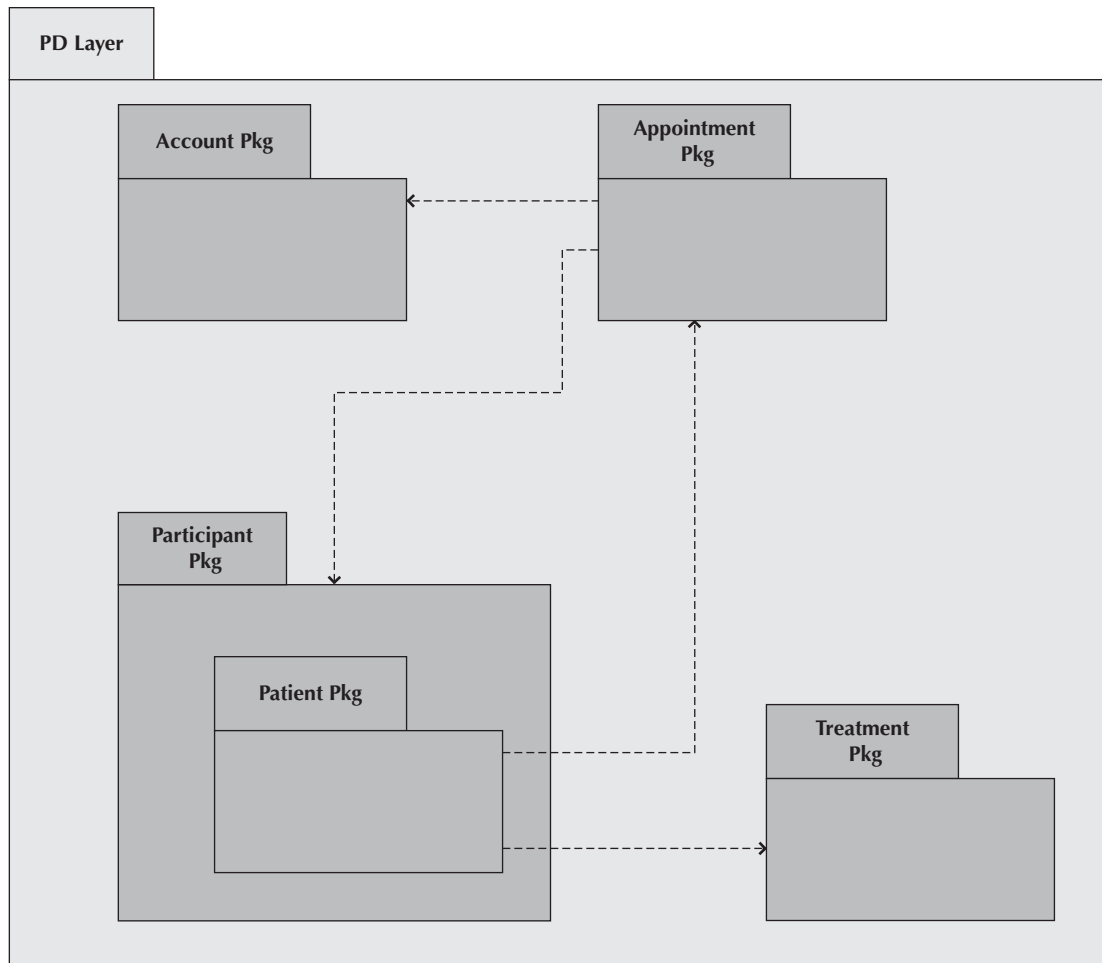 PD Layer
Account Pkg
Appointment
Pkg
Participant
Pkg
Patient Pkg
Treatment
Pkg